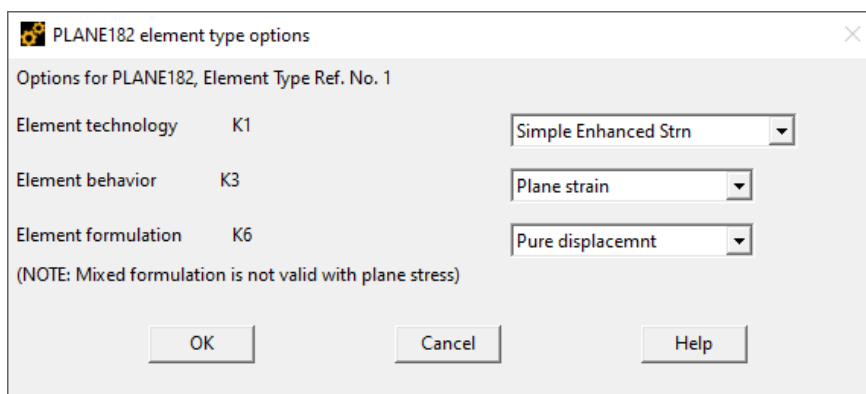 PLANE182 element type options
Options for PLANE182, Element Type Ref. No. 1
Element technology K1 Simple Enhanced Strn
Element behavior K3 Plane strain
Element formulation K6 Pure displacemnt
(NOTE: Mixed formulation is not valid with plane stress)
OK Cancel Help